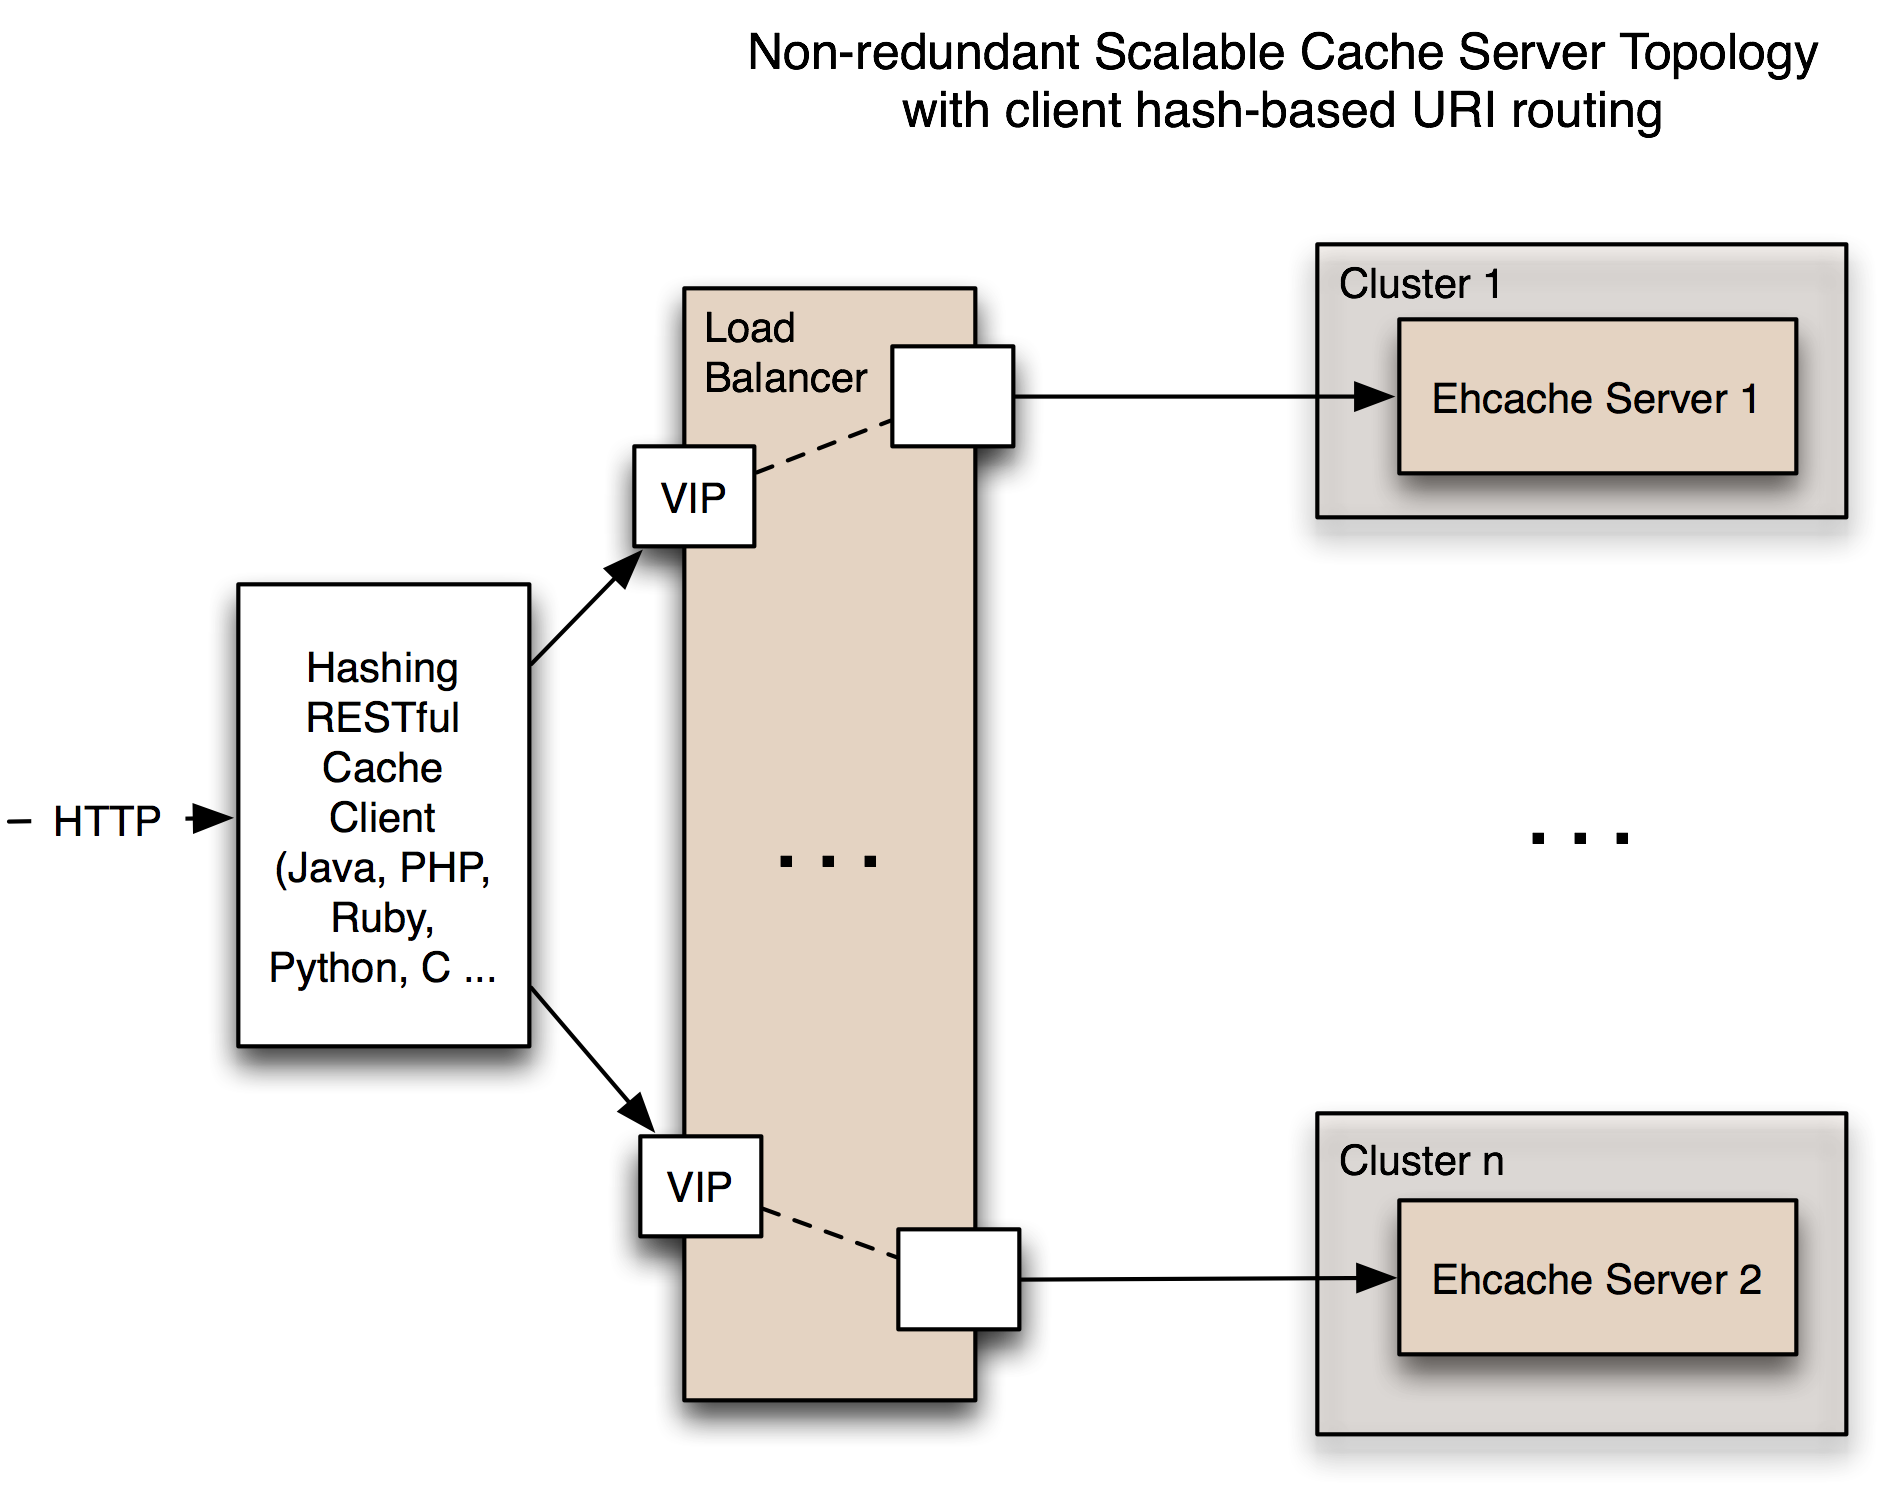 Non-redundant Scalable Cache Server Topology
with client hash-based URI routing
Cluster 1
Load
Balancer
Ehcache Server 1
VIP
Hashing
RESTful
Cache
Client
(Java, PHP,
Ruby,
Python, C ...
HTTP
. . .
. . .
Cluster n
VIP
Ehcache Server 2